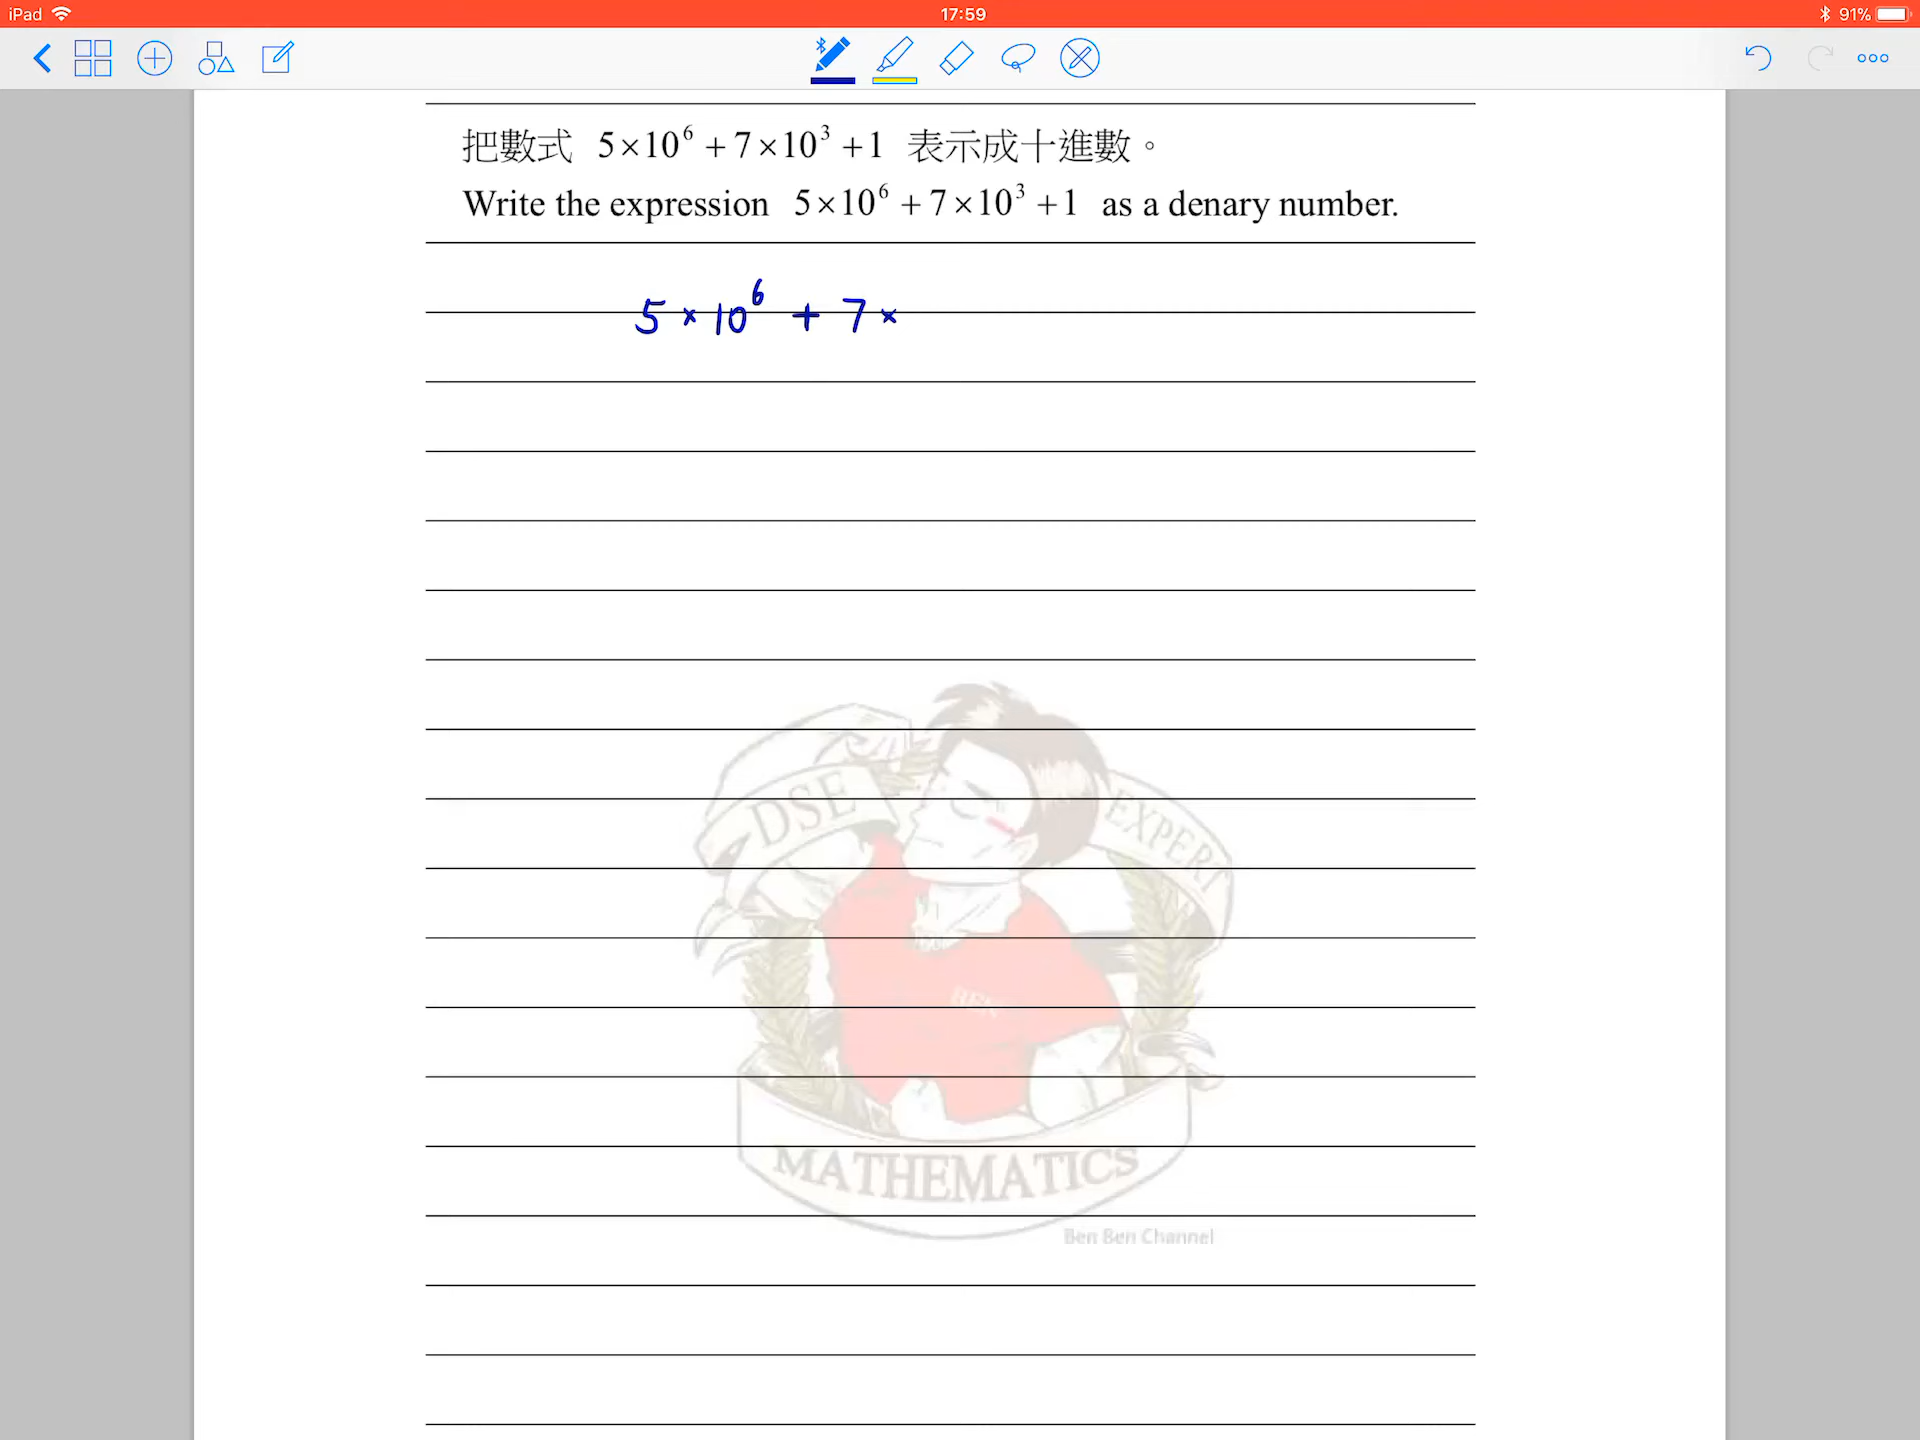 iPad 17:59 91%
把數式 5×10⁶ + 7×10³ +1 表示成十進數。
Write the expression 5×10⁶ + 7×10³ +1 as a denary number.
5 × 10⁶ + 7 ×
DSE EXPERT
BEN
MATHEMATICS
Ben Ben Channel